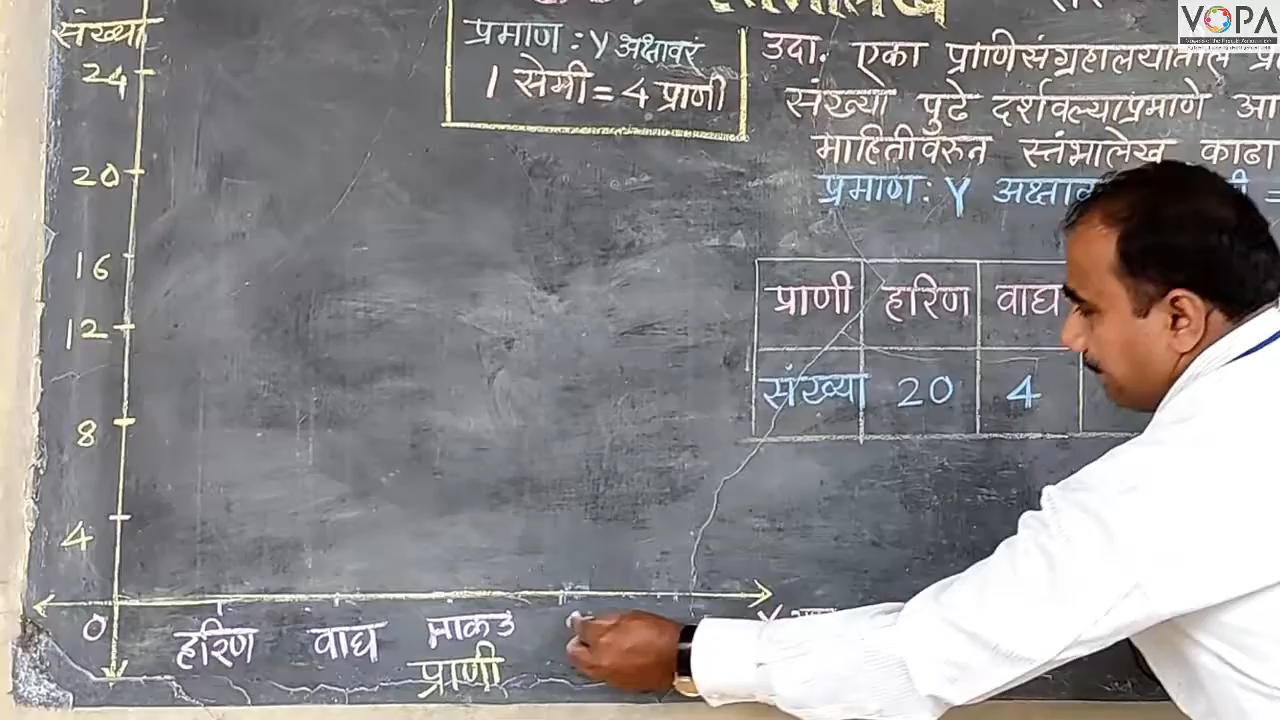 VOPA
संख्या
24
20
16
12
8
4
0
प्रमाण : Y अक्षावर
1 सेमी = 4 प्राणी
उदा. एका प्राणिसंग्रहालयातील
संख्या पुढे दर्शवल्याप्रमाणे
माहितीवरुन स्तंभालेख काढा
प्रमाण : Y
प्राणी हरिण वाघ
संख्या 20 4
हरिण वाघ माकड
प्राणी